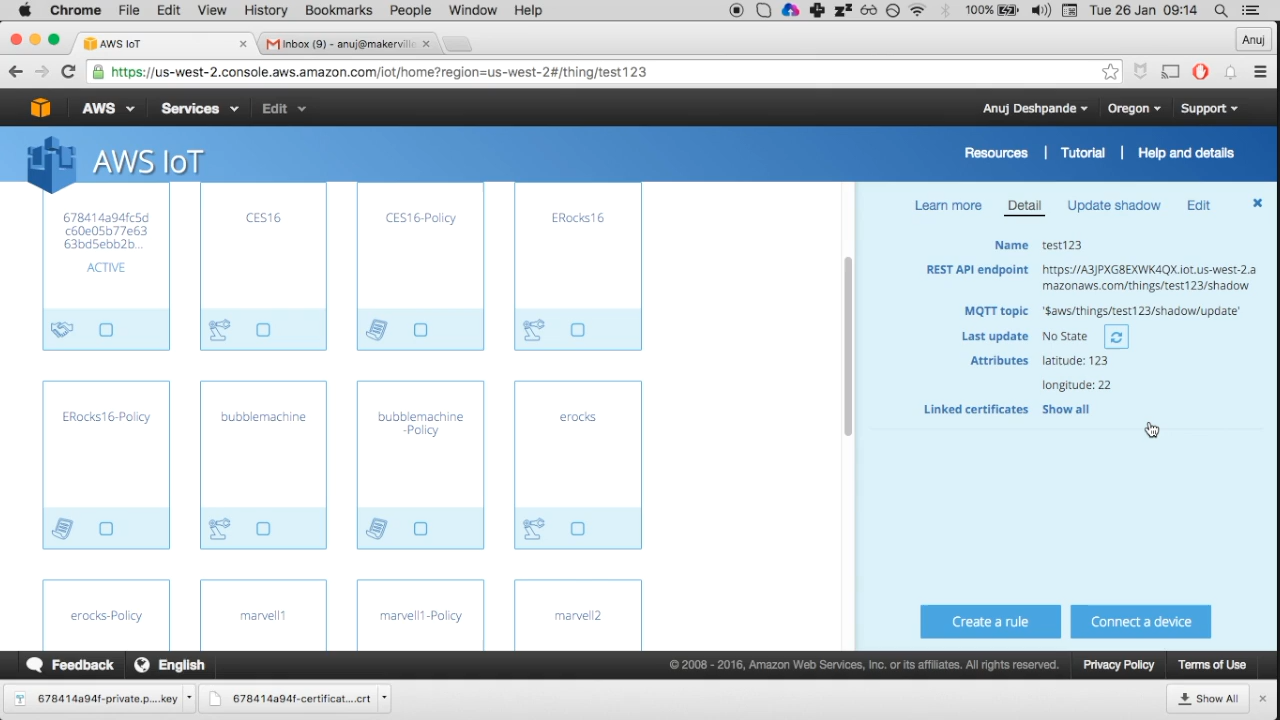 Chrome File Edit View History Bookmarks People Window Help 100% Tue 26 Jan 09:14
AWS IoT
Inbox (9) - anuj@makerville
Anuj
https://us-west-2.console.aws.amazon.com/iot/home?region=us-west-2#/thing/test123
AWS Services Edit Anuj Deshpande Oregon Support
AWS IoT
Resources | Tutorial | Help and details
678414a94fc5d
c60e05b77e63
63bd5ebb2b...
ACTIVE
CES16
CES16-Policy
ERocks16
ERocks16-Policy
bubblemachine
bubblemachine
-Policy
erocks
erocks-Policy
marvell1
marvell1-Policy
marvell2
Learn more Detail Update shadow Edit
Name test123
REST API endpoint https://A3JPXG8EXWK4QX.iot.us-west-2.a
mazonaws.com/things/test123/shadow
MQTT topic '$aws/things/test123/shadow/update'
Last update No State
Attributes latitude: 123
longitude: 22
Linked certificates Show all
Create a rule
Connect a device
Feedback English © 2008 - 2016, Amazon Web Services, Inc. or its affiliates. All rights reserved. Privacy Policy Terms of Use
678414a94f-private.p....key
678414a94f-certificat....crt
Show All